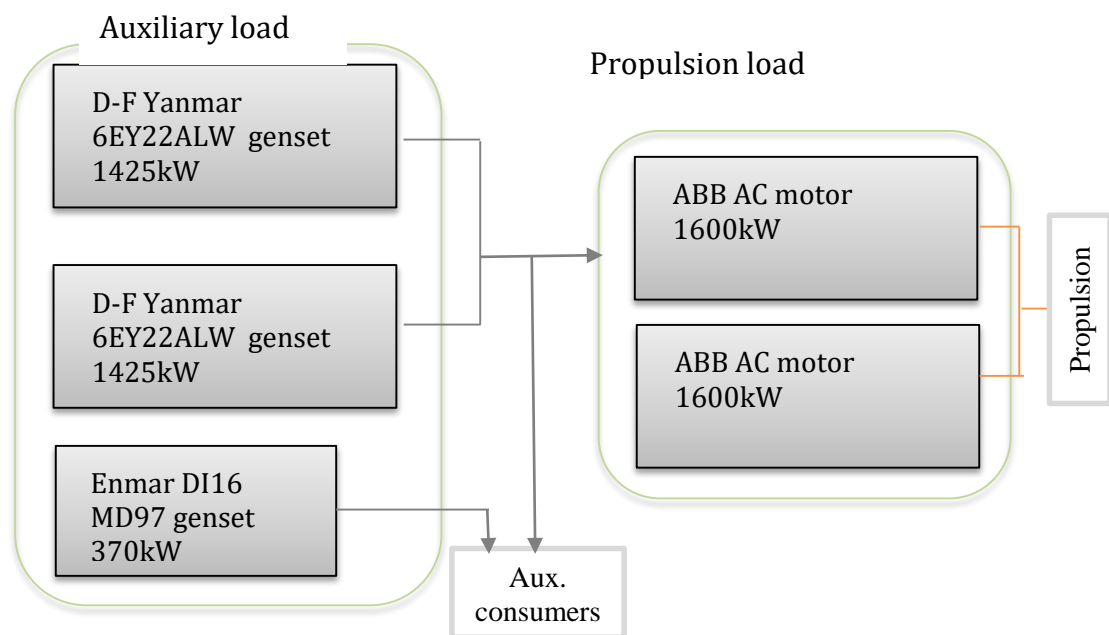 Auxiliary load
D-F Yanmar
6EY22ALW genset
1425kW
D-F Yanmar
6EY22ALW genset
1425kW
Enmar DI16
MD97 genset
370kW
Aux.
consumers
Propulsion load
ABB AC motor
1600kW
ABB AC motor
1600kW
Propulsion